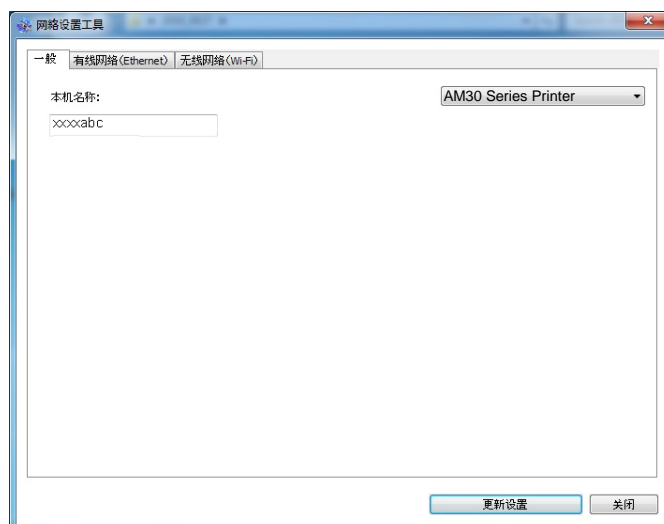 网络设置工具
一般 有线网络(Ethernet) 无线网络(Wi-Fi)
本机名称:
AM30 Series Printer
xxxxabc
更新设置 关闭